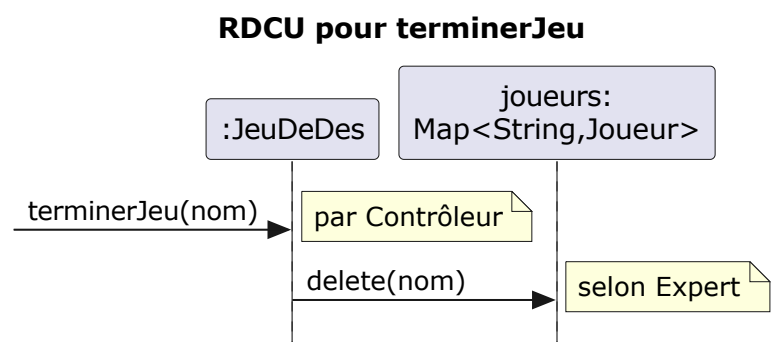 RDCU pour terminerJeu
:JeuDeDes
joueurs:
Map<String,Joueur>
terminerJeu(nom)
par Contrôleur
delete(nom)
selon Expert